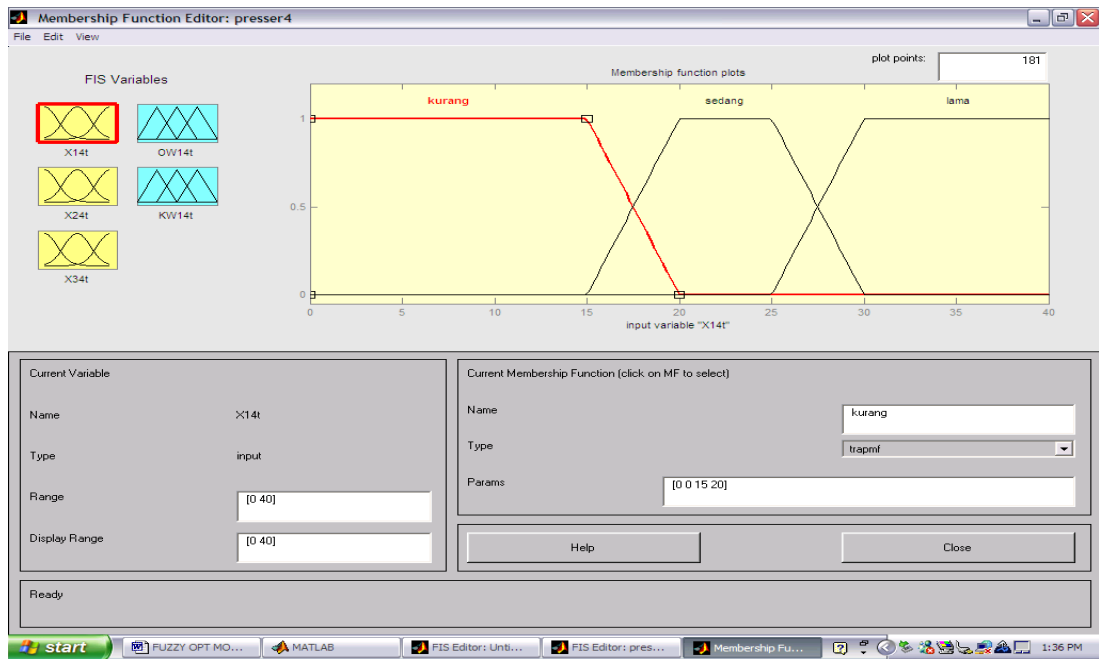 Membership Function Editor: presser4
File Edit View
FIS Variables
X14t
OW14t
X24t
KW14t
X34t
plot points:
181
Membership function plots
kurang
sedang
lama
1
0.5
0
0 5 10 15 20 25 30 35 40
input variable "X14t"
Current Variable
Name X14t
Type input
Range [0 40]
Display Range [0 40]
Current Membership Function (click on MF to select)
Name kurang
Type trapmf
Params [0 0 15 20]
Help
Close
Ready
start
FUZZY OPT MO...
MATLAB
FIS Editor: Unti...
FIS Editor: pres...
Membership Fu...
1:36 PM